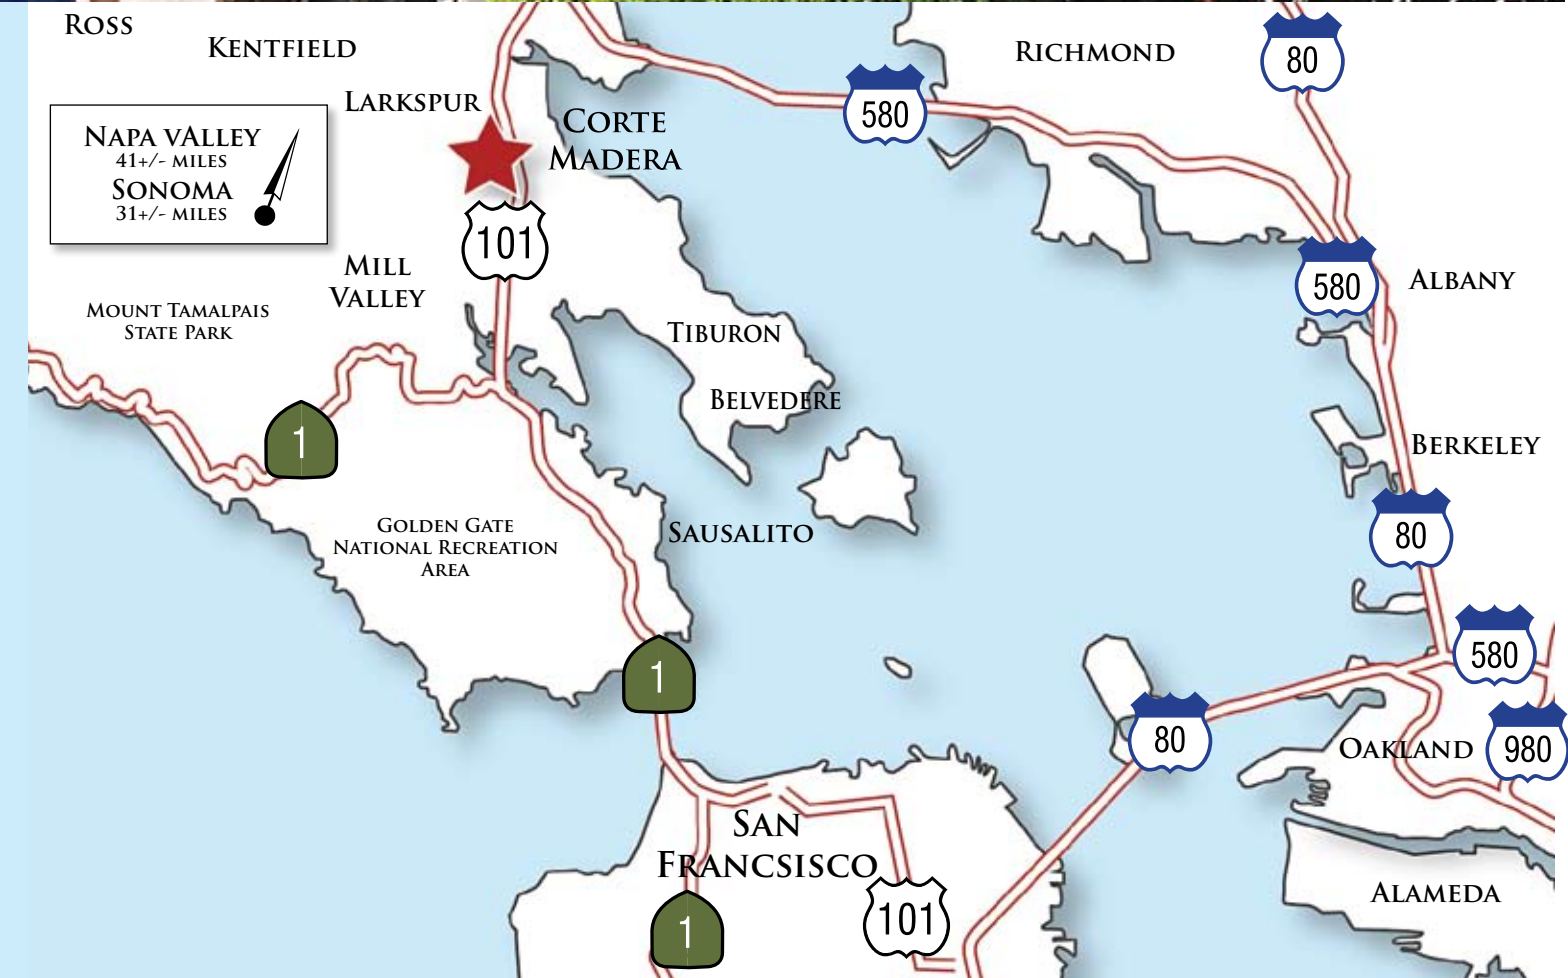 ROSS
KENTFIELD
RICHMOND
80
LARKSPUR
580
CORTE
MADERA
NAPA vALLEY
41+/- MILES
SONOMA
31+/- MILES
101
MILL
VALLEY
580
ALBANY
MOUNT TAMALPAIS
STATE PARK
TIBURON
BELVEDERE
1
BERKELEY
GOLDEN GATE
NATIONAL RECREATION
AREA
SAUSALITO
80
580
1
80
OAKLAND
980
SAN
FRANCSISCO
ALAMEDA
101
1